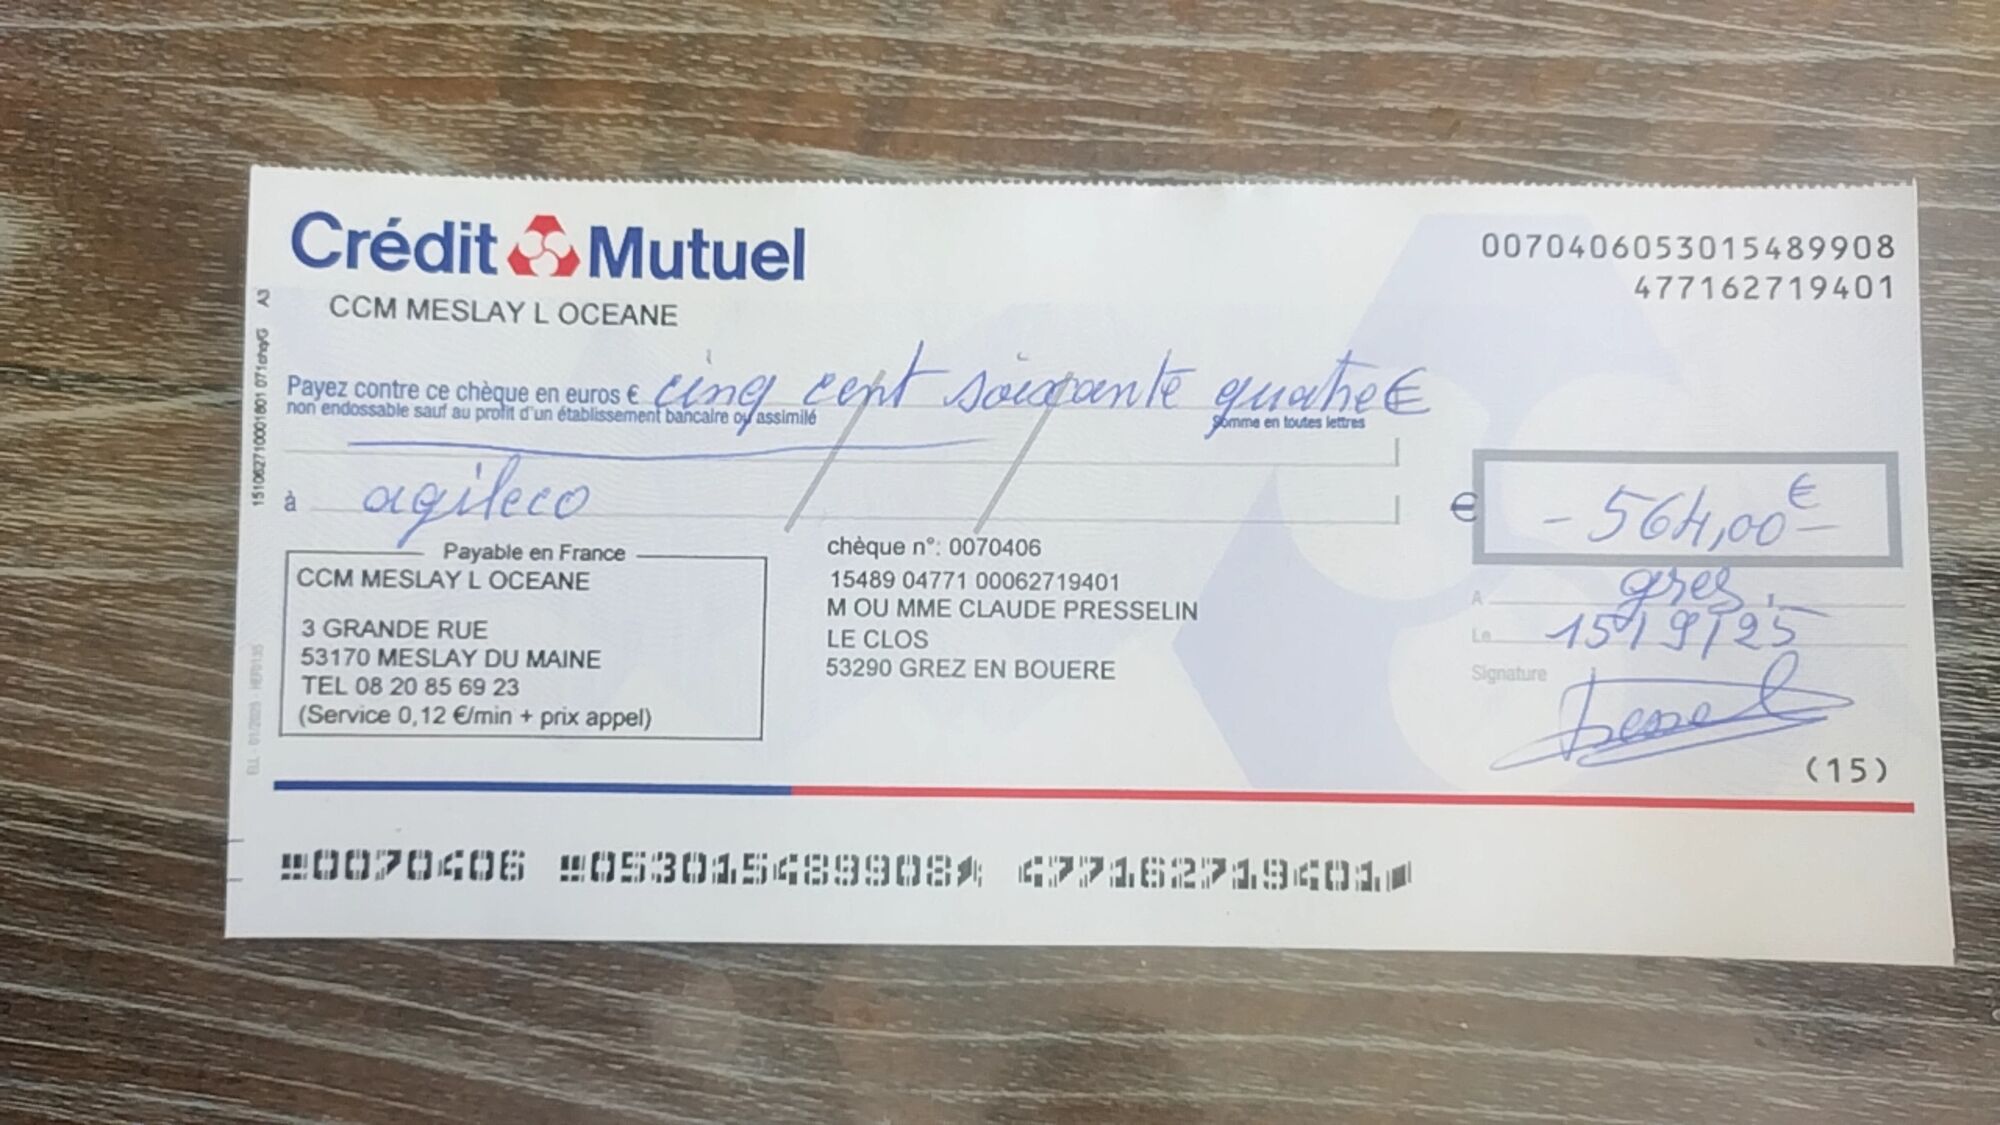 Crédit Mutuel
0070406053015489908
477162719401
CCM MESLAY L OCEANE
Payez contre ce chèque en euros € cinq cent soixante quatre €
non endossable sauf au profit d'un établissement bancaire ou assimilé
Somme en toutes lettres
à agileco
€ - 564,00 € -
Payable en France
CCM MESLAY L OCEANE
3 GRANDE RUE
53170 MESLAY DU MAINE
TEL 08 20 85 69 23
(Service 0,12 €/min + prix appel)
chèque n°: 0070406
15489 04771 00062719401
M OU MME CLAUDE PRESSELIN
LE CLOS
53290 GREZ EN BOUERE
A grez,
Le 15/9/25
Signature
(15)
0070406 053015489908 477162719401